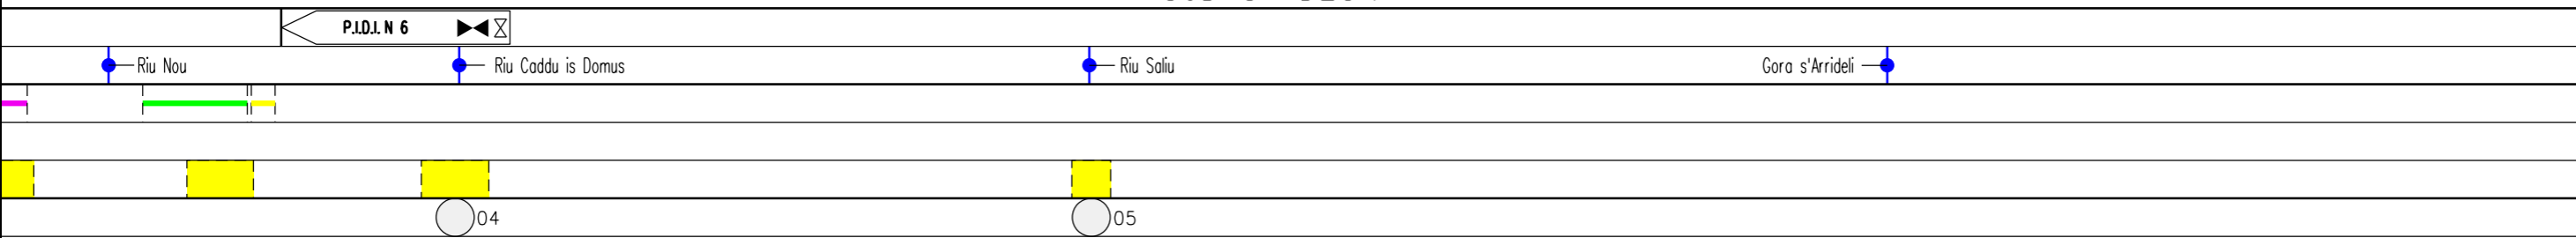 P.I.D.I. N 6
Riu Nou
Riu Caddu is Domus
Riu Saliu
Gora s'Arrideli
04
05